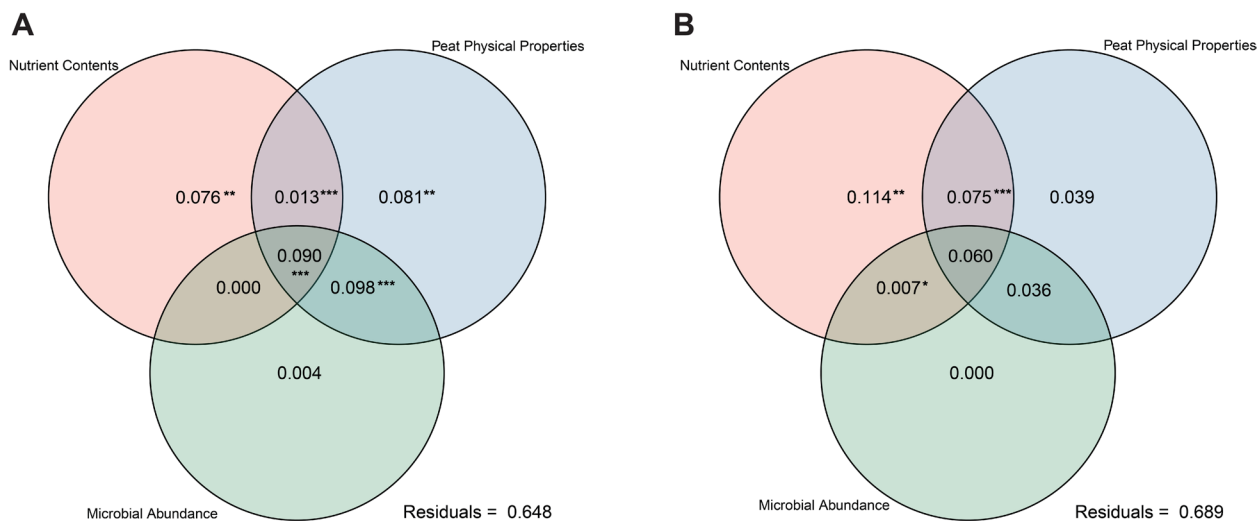 A
Nutrient Contents
Peat Physical Properties
0.076 **
0.013 ***
0.081 **
0.090
***
0.000
0.098 ***
0.004
Microbial Abundance
Residuals = 0.648
B
Nutrient Contents
Peat Physical Properties
0.114 **
0.075 ***
0.039
0.060
0.007 *
0.036
0.000
Microbial Abundance
Residuals = 0.689